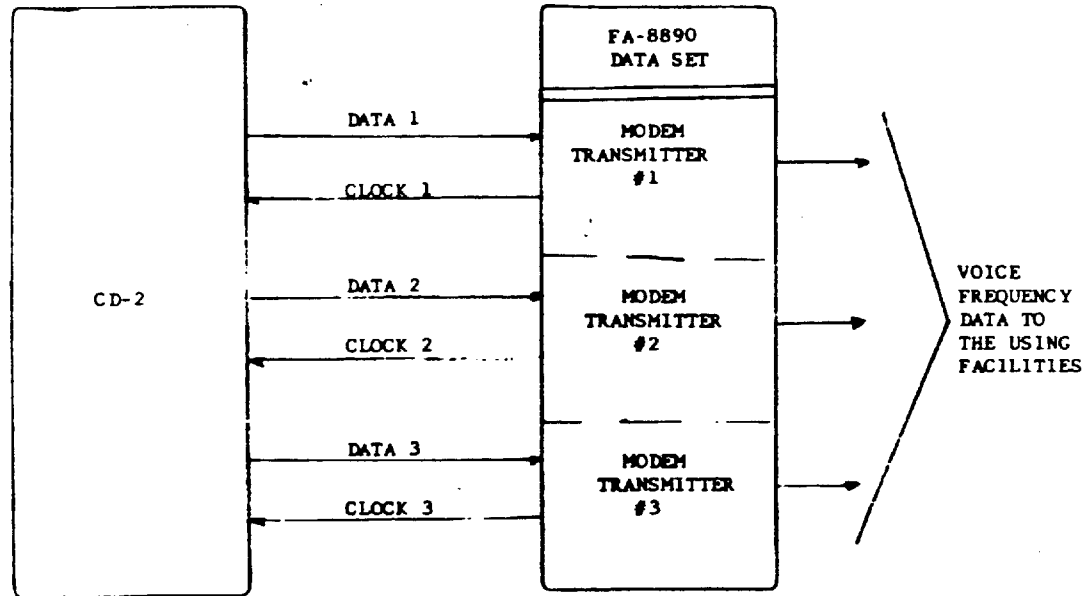 FA-8890
DATA SET
DATA 1
MODEM
TRANSMITTER
#1
CLOCK 1
CD-2
DATA 2
MODEM
TRANSMITTER
#2
CLOCK 2
VOICE
FREQUENCY
DATA TO
THE USING
FACILITIES
DATA 3
MODEM
TRANSMITTER
#3
CLOCK 3